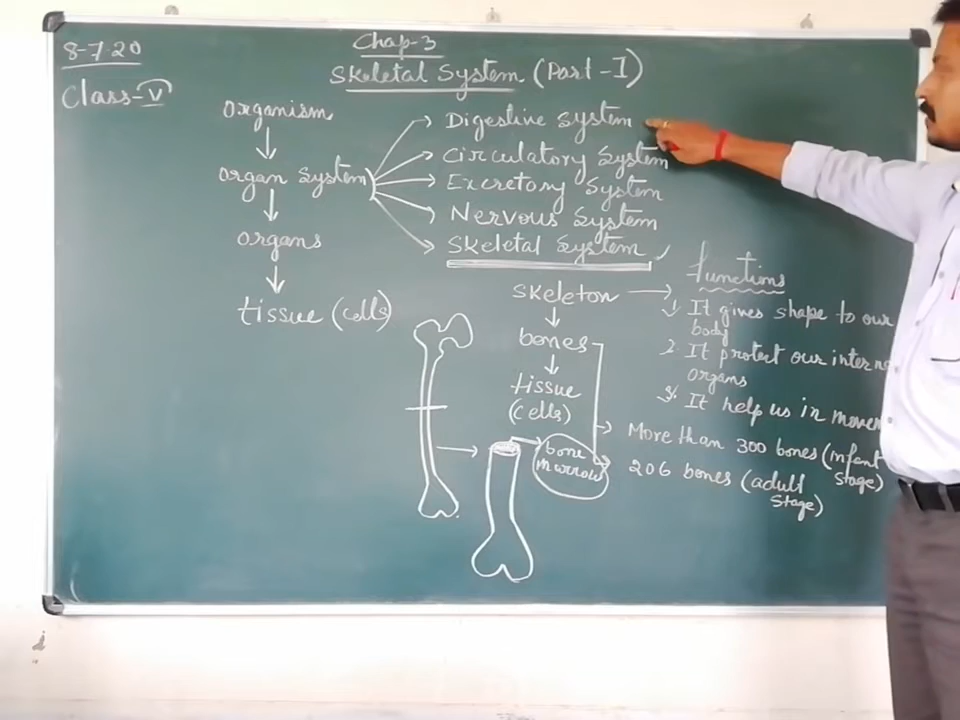 8-7-20
Class-V
Chap-3
Skeletal System (Part-I)
Organism
Organ System
Organs
tissue (cells)
Digestive System
Circulatory System
Excretory System
Nervous System
Skeletal System
Skeleton
bones
tissue
(cells)
bone
marrow
functions
1. It gives shape to our
body
2. It protect our intern
organs
3. It help us in movem
More than 300 bones (infant
stage)
206 bones (adult
stage)